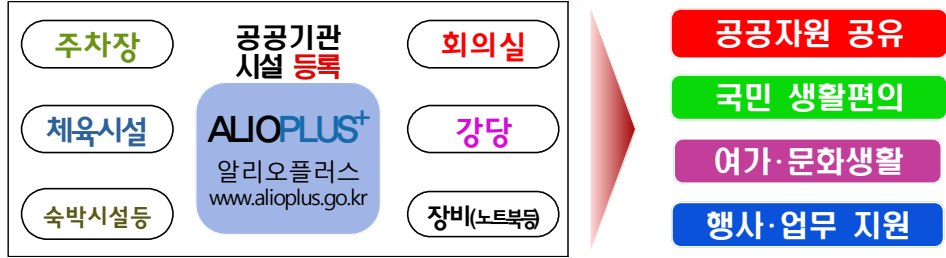 주차장
체육시설
숙박시설등
공공기관
시설 등록
ALIOPLUS+
알리오플러스
www.alioplus.go.kr
회의실
강당
장비(노트북등)
공공자원 공유
국민 생활편의
여가·문화생활
행사·업무 지원